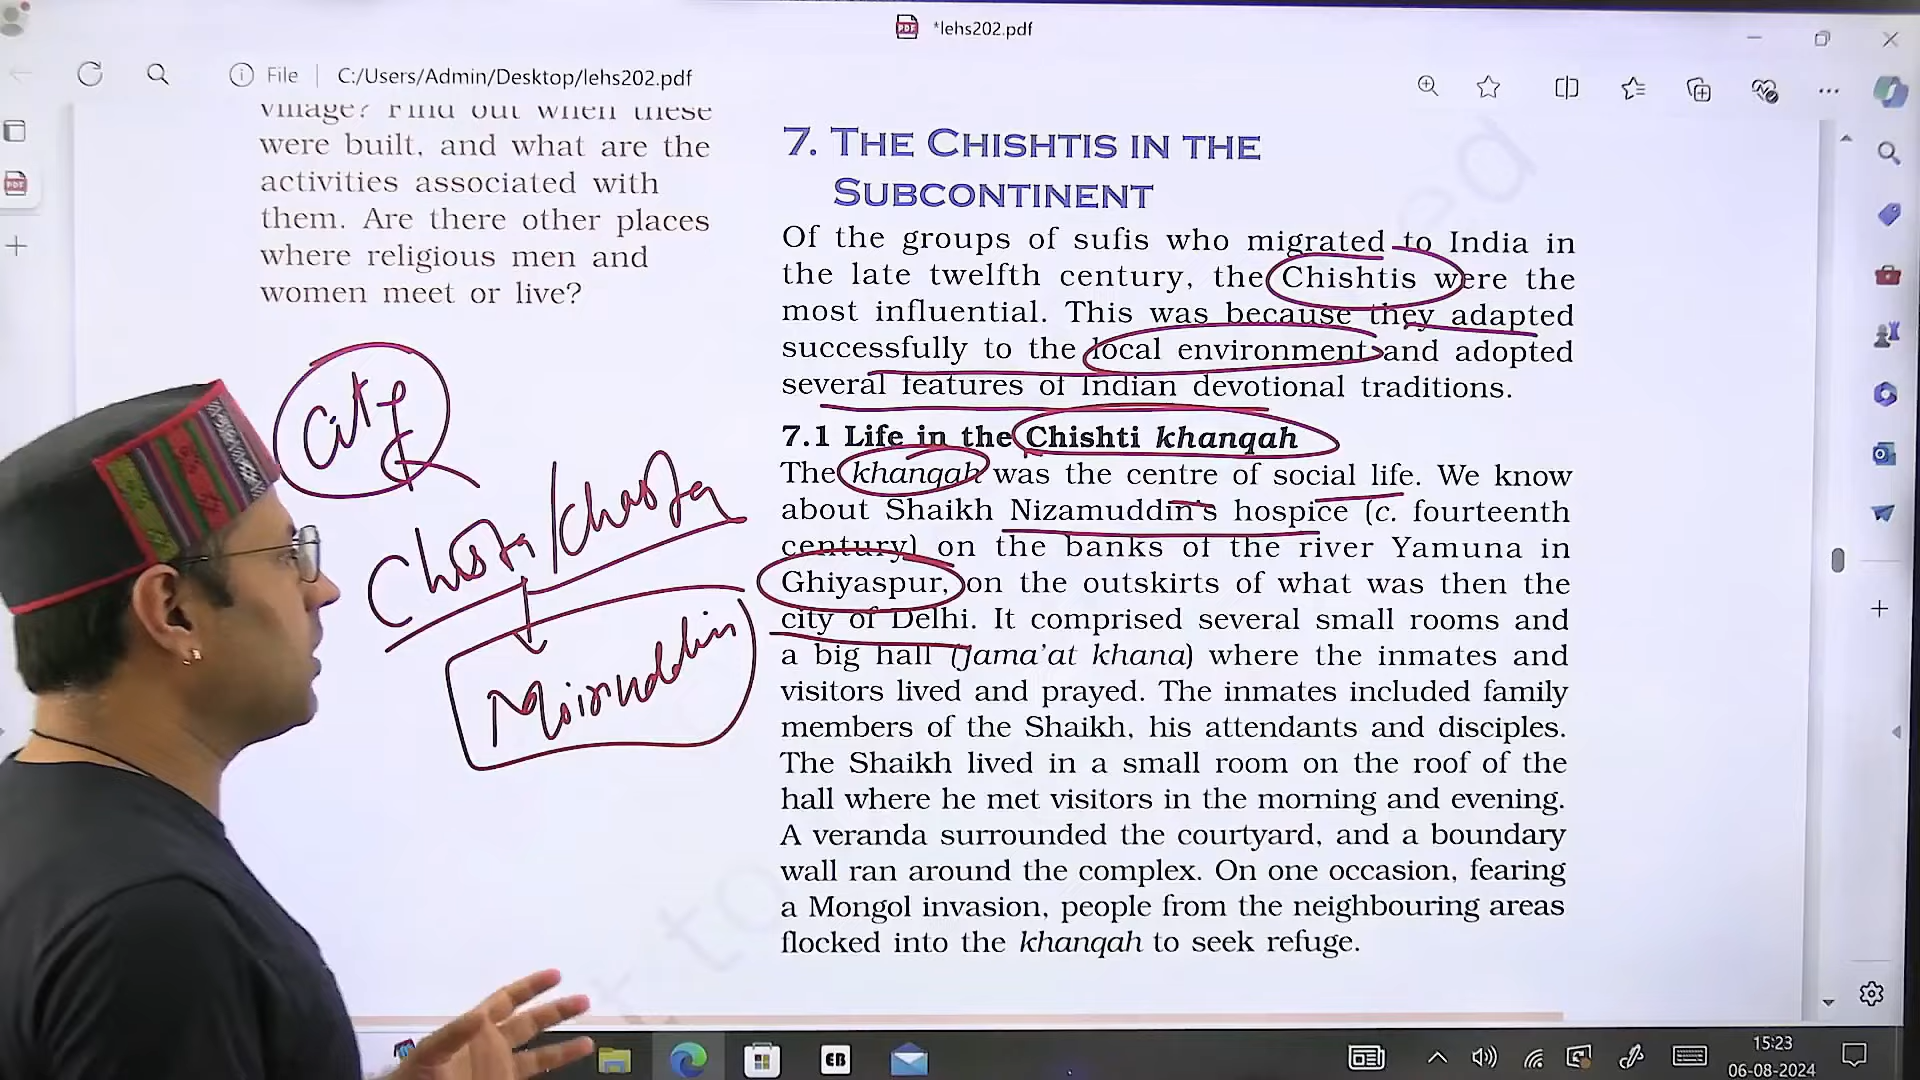 *lehs202.pdf
File C:/Users/Admin/Desktop/lehs202.pdf
village? Find out when these
were built, and what are the
activities associated with
them. Are there other places
where religious men and
women meet or live?
7. THE CHISHTIS IN THE
SUBCONTINENT
Of the groups of sufis who migrated to India in
the late twelfth century, the Chishtis were the
most influential. This was because they adapted
successfully to the local environment and adopted
several features of Indian devotional traditions.
7.1 Life in the Chishti khanqah
The khanqah was the centre of social life. We know
about Shaikh Nizamuddin's hospice (c. fourteenth
century) on the banks of the river Yamuna in
Ghiyaspur, on the outskirts of what was then the
city of Delhi. It comprised several small rooms and
a big hall (jama'at khana) where the inmates and
visitors lived and prayed. The inmates included family
members of the Shaikh, his attendants and disciples.
The Shaikh lived in a small room on the roof of the
hall where he met visitors in the morning and evening.
A veranda surrounded the courtyard, and a boundary
wall ran around the complex. On one occasion, fearing
a Mongol invasion, people from the neighbouring areas
flocked into the khanqah to seek refuge.
15:23
06-08-2024